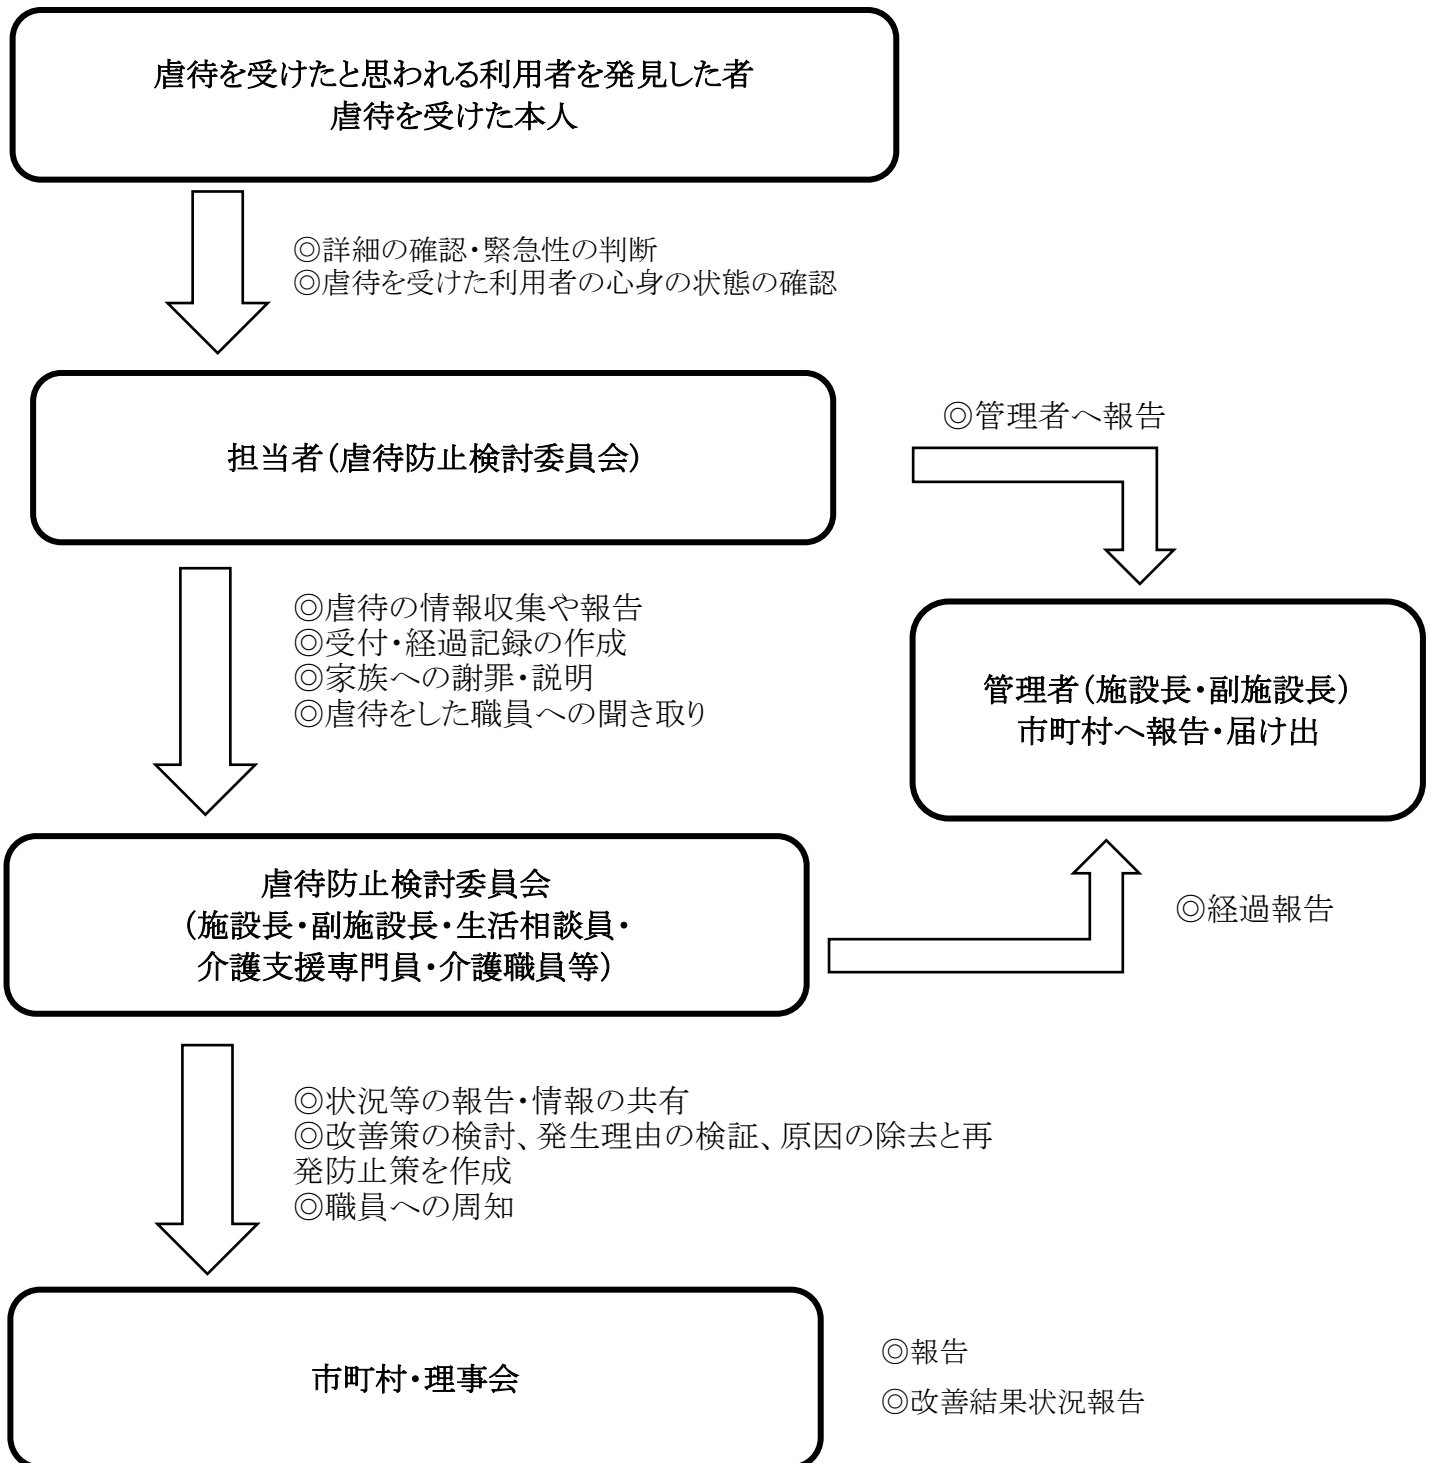 虐待を受けたと思われる利用者を発見した者
虐待を受けた本人
◎詳細の確認・緊急性の判断
◎虐待を受けた利用者の心身の状態の確認
担当者(虐待防止検討委員会)
◎管理者へ報告
◎虐待の情報収集や報告
◎受付・経過記録の作成
◎家族への謝罪・説明
◎虐待をした職員への聞き取り
管理者(施設長・副施設長)
市町村へ報告・届け出
虐待防止検討委員会
(施設長・副施設長・生活相談員・
介護支援専門員・介護職員等)
◎経過報告
◎状況等の報告・情報の共有
◎改善策の検討、発生理由の検証、原因の除去と再
発防止策を作成
◎職員への周知
市町村・理事会
◎報告
◎改善結果状況報告